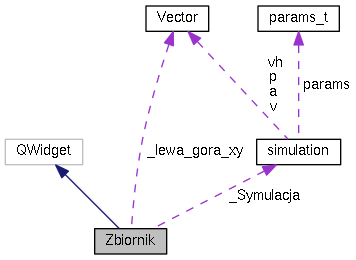 Vector
params_t
vh
p
a
v
params
QWidget
_lewa_gora_xy
simulation
_Symulacja
Zbiornik